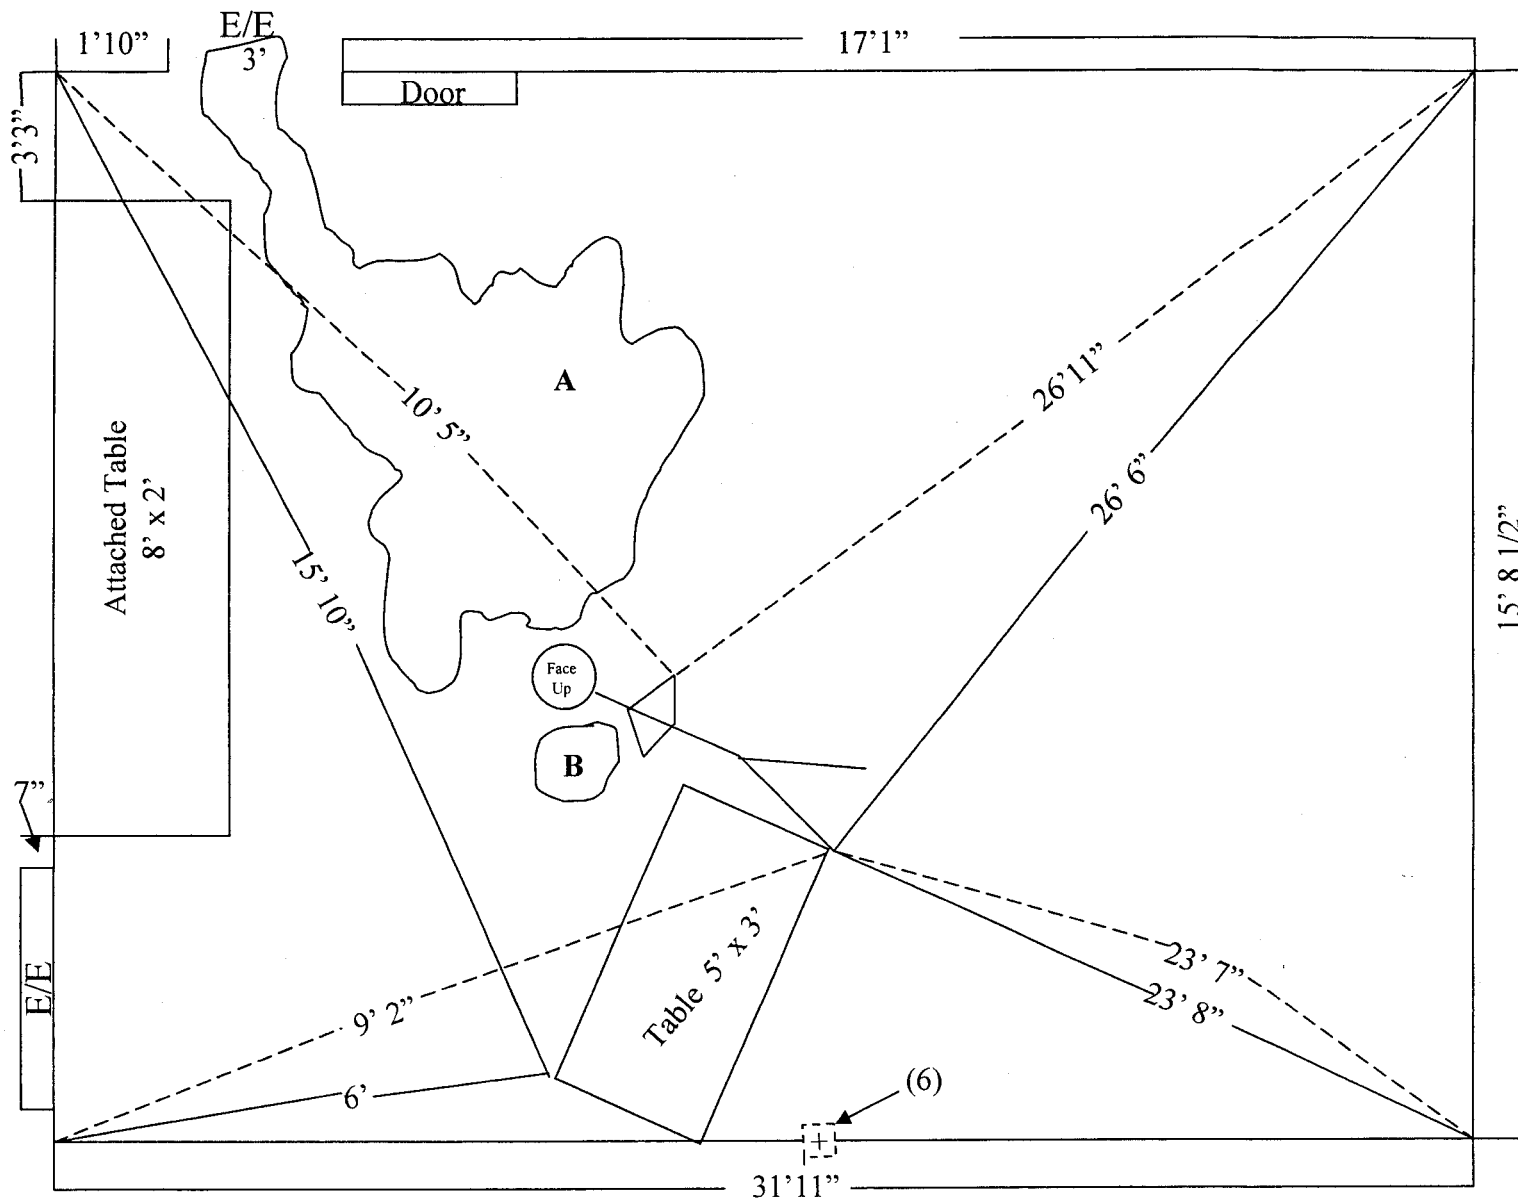 E/E
1’10”
3’
17’1”
Door
3’3”
A
10’ 5”
26’11”
26’ 6”
Attached Table
8’ x 2’
15’ 8 1/2”
15’ 10”
Face
Up
B
7”
E/E
Table 5’ x 3’
9’ 2”
23’ 7”
23’ 8”
6’
(6)
31’11”